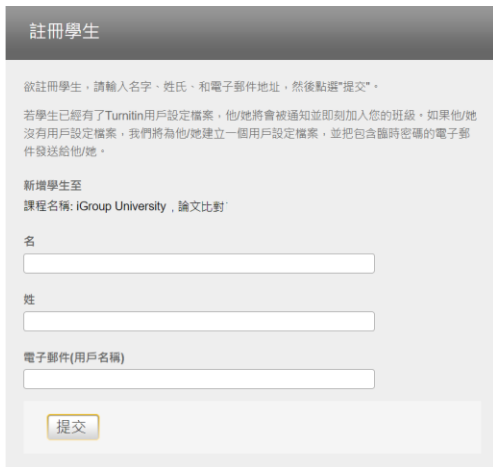 註冊學生
欲註冊學生，請輸入名字、姓氏、和電子郵件地址，然後點選"提交"。
若學生已經有了Turnitin用戶設定檔案，他/她將會被通知並即刻加入您的班級。如果他/她
沒有用戶設定檔案，我們將為他/她建立一個用戶設定檔案，並把包含臨時密碼的電子郵
件發送給他/她。
新增學生至
課程名稱: iGroup University , 論文比對
名
姓
電子郵件(用戶名稱)
提交